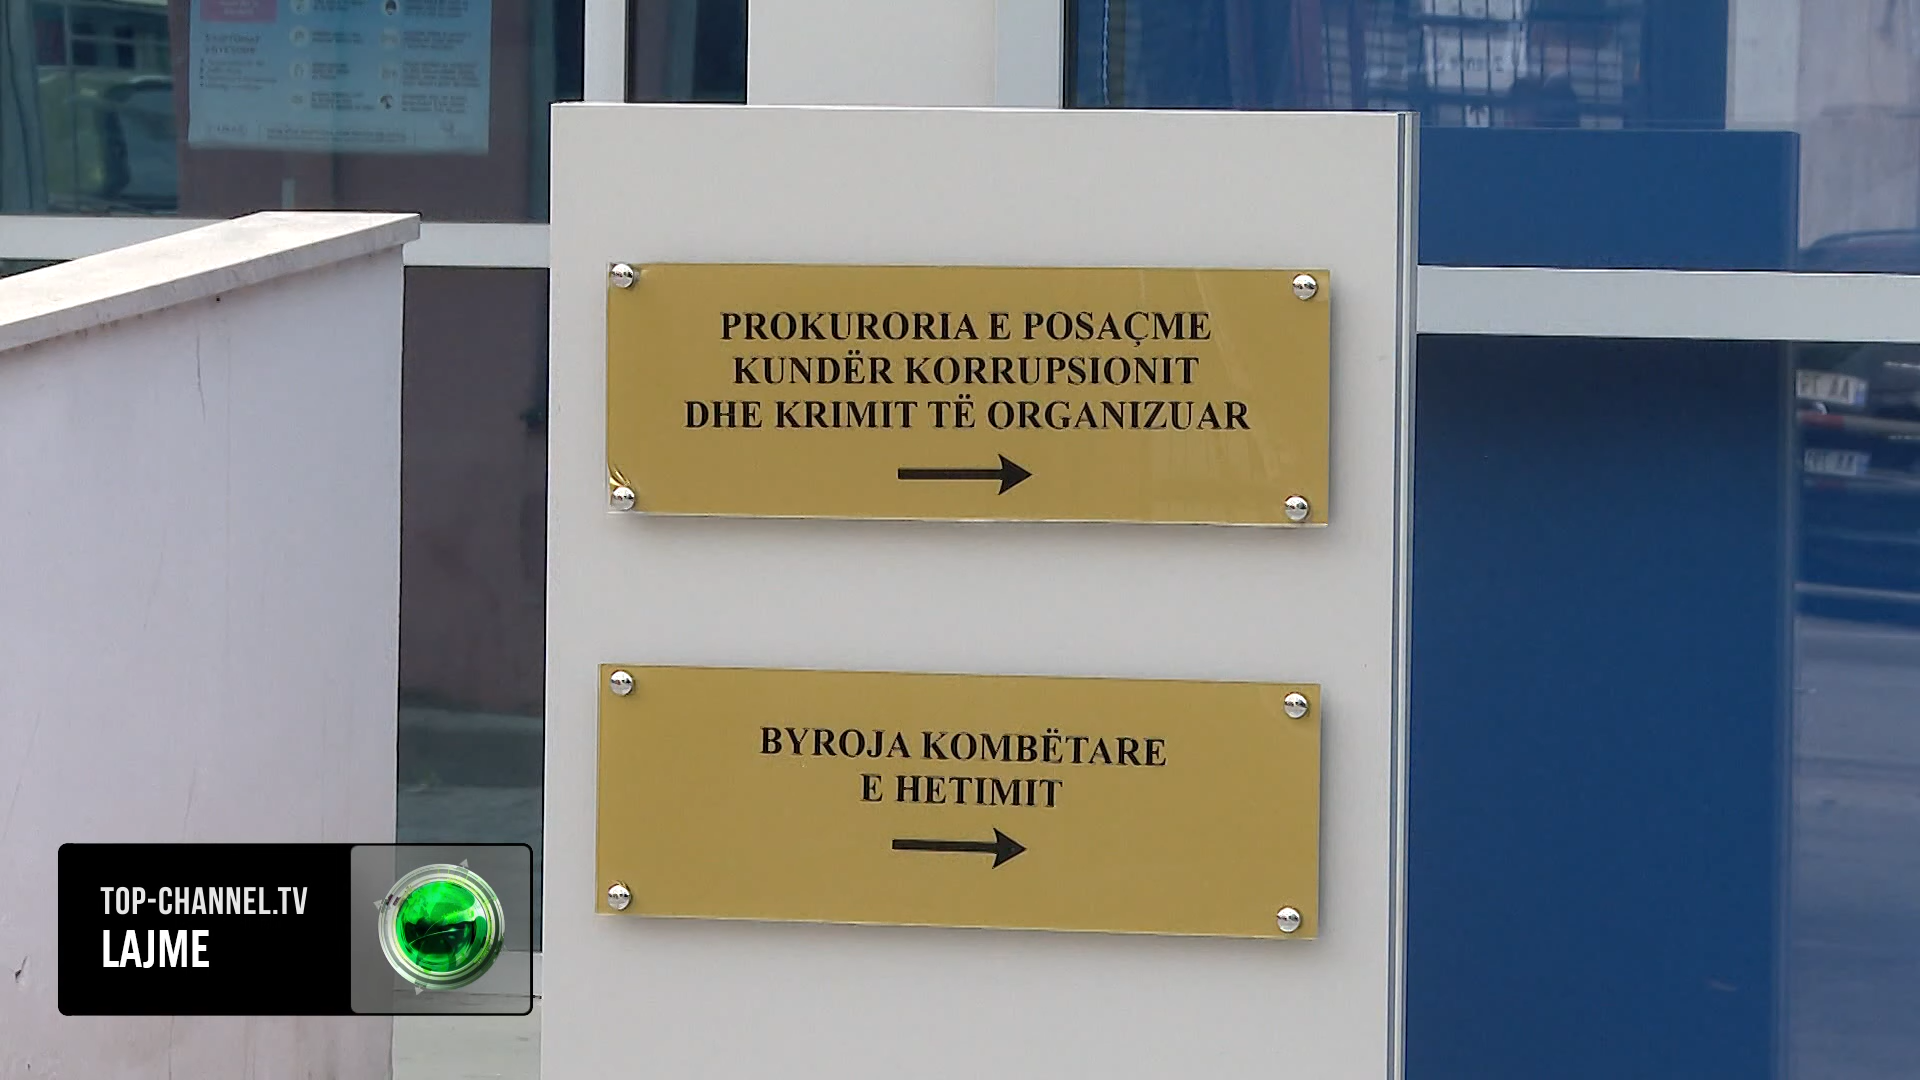 PROKURORIA E POSAÇME
KUNDËR KORRUPSIONIT
DHE KRIMIT TË ORGANIZUAR
BYROJA KOMBËTARE
E HETIMIT
TOP-CHANNEL.TV
LAJME